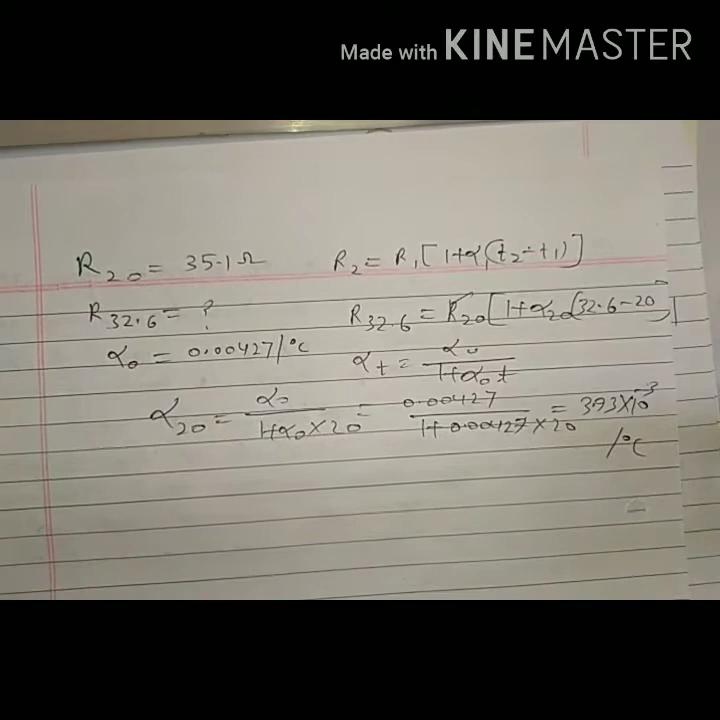 Made with KINEMASTER
R20 = 35.1Ω R2 = R1[1+α1(t2-t1)]
R32.6 = ? R32.6 = R20[1+α20(32.6-20)]
α0 = 0.00427/°C αt = α0/1+α0t
α20 = α0/1+α0×20 = 0.00427/1+0.00427×20 = 393×10-3
/°C